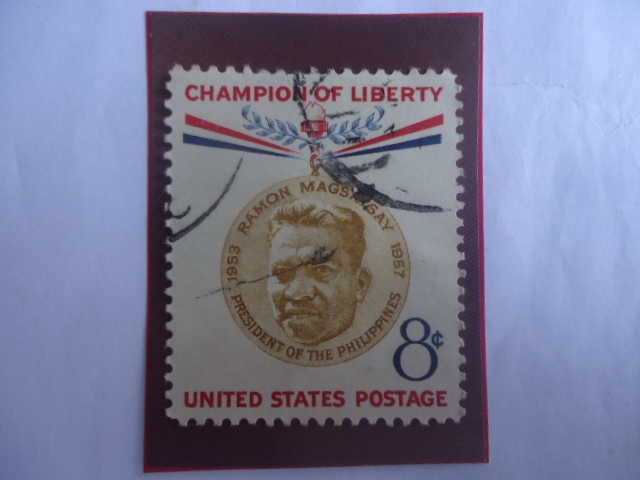 CHAMPION OF LIBERTY
RAMON MAGSAYSAY
1953
1957
PRESIDENT OF THE PHILIPPINES
8¢
UNITED STATES POSTAGE